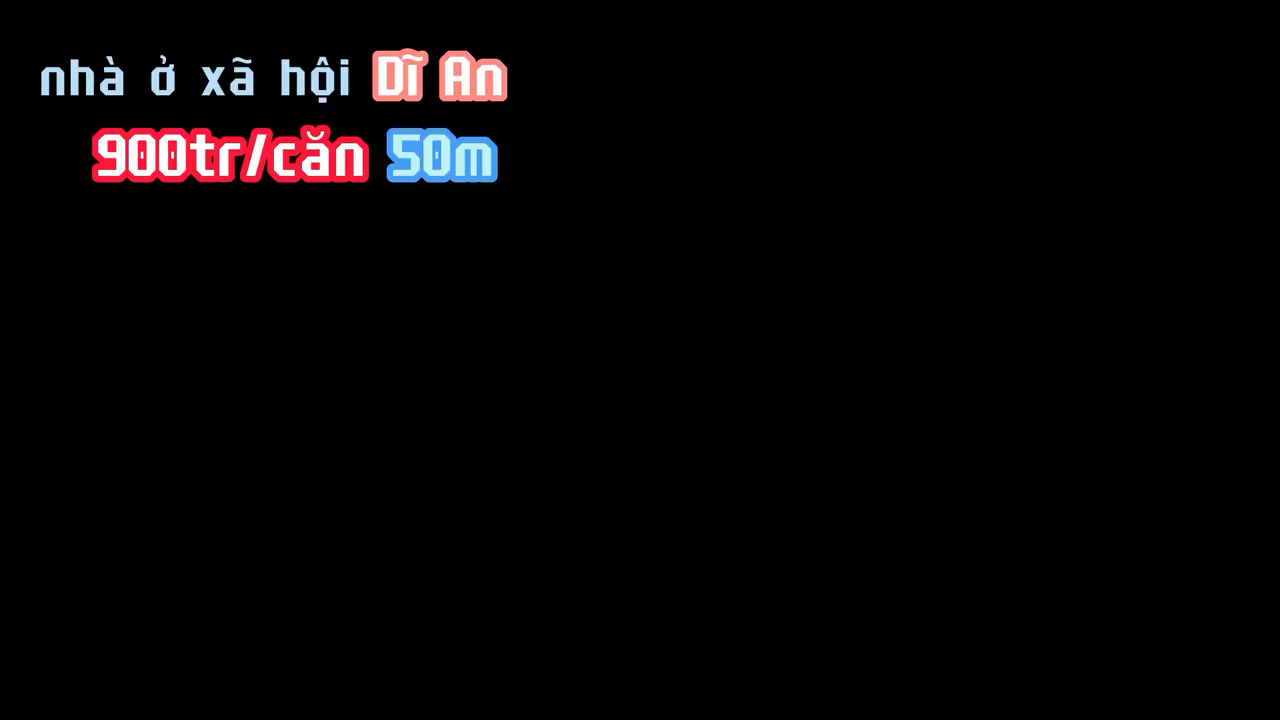 nhà ở xã hội Dĩ An
900tr/căn 50m